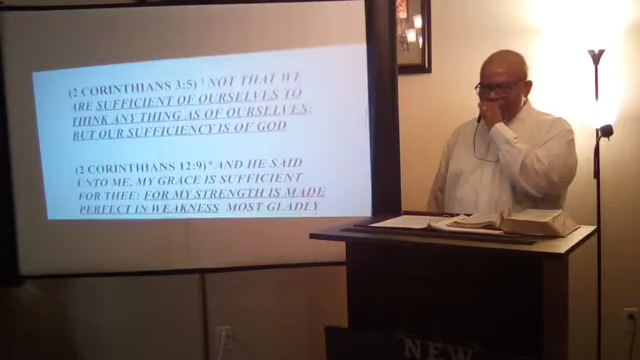 (2 CORINTHIANS 3:5) 5 NOT THAT WE
ARE SUFFICIENT OF OURSELVES TO
THINK ANYTHING AS OF OURSELVES;
BUT OUR SUFFICIENCY IS OF GOD
(2 CORINTHIANS 12:9) 9 AND HE SAID
UNTO ME, MY GRACE IS SUFFICIENT
FOR THEE: FOR MY STRENGTH IS MADE
PERFECT IN WEAKNESS MOST GLADLY
NEW